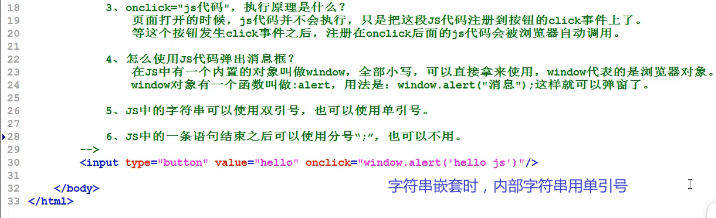 18 3、onclick="js代码"，执行原理是什么？
19 页面打开的时候，js代码并不会执行，只是把这段JS代码注册到按钮的click事件上了。
20 等这个按钮发生click事件之后，注册在onclick后面的js代码会被浏览器自动调用。
21
22 4、怎么使用JS代码弹出消息框？
23 在JS中有一个内置的对象叫做window，全部小写，可以直接拿来使用，window代表的是浏览器对象。
24 window对象有一个函数叫做:alert，用法是：window.alert("消息");这样就可以弹窗了。
25
26 5、JS中的字符串可以使用双引号，也可以使用单引号。
27
28 6、JS中的一条语句结束之后可以使用分号";"，也可以不用。
29 -->
30 <input type="button" value="hello" onclick="window.alert('hello js')"/>
31
32 </body>
字符串嵌套时，内部字符串用单引号
33 </html>